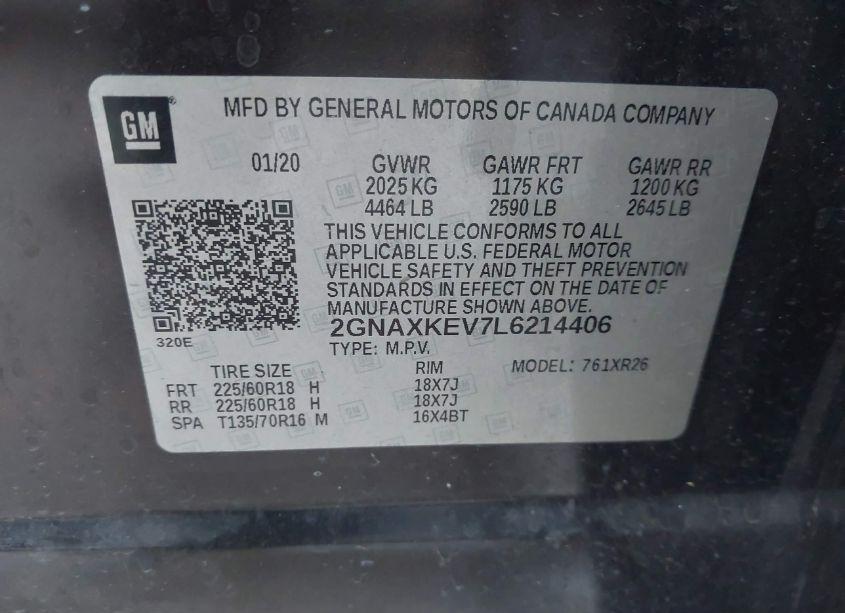 GM
MFD BY GENERAL MOTORS OF CANADA COMPANY
01/20 GVWR GAWR FRT GAWR RR
2025 KG 1175 KG 1200 KG
4464 LB 2590 LB 2645 LB
THIS VEHICLE CONFORMS TO ALL
APPLICABLE U.S. FEDERAL MOTOR
VEHICLE SAFETY AND THEFT PREVENTION
STANDARDS IN EFFECT ON THE DATE OF
MANUFACTURE SHOWN ABOVE.
2GNAXKEV7L6214406
320E
TYPE: M.P.V.
TIRE SIZE RIM MODEL: 761XR26
FRT 225/60R18 H 18X7J
RR 225/60R18 H 18X7J
SPA T135/70R16 M 16X4BT